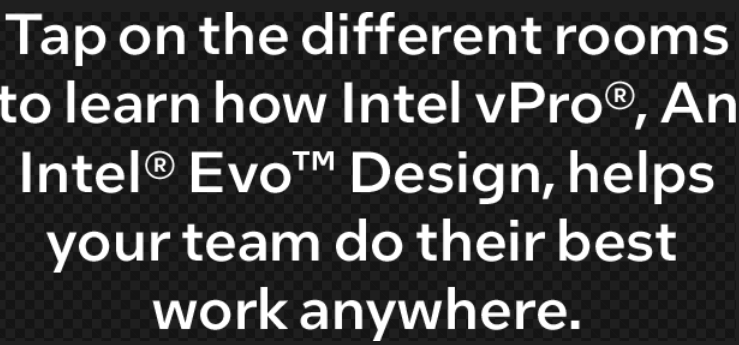 Tap on the different rooms
to learn how Intel vPro®, An
Intel® Evo™ Design, helps
your team do their best
work anywhere.